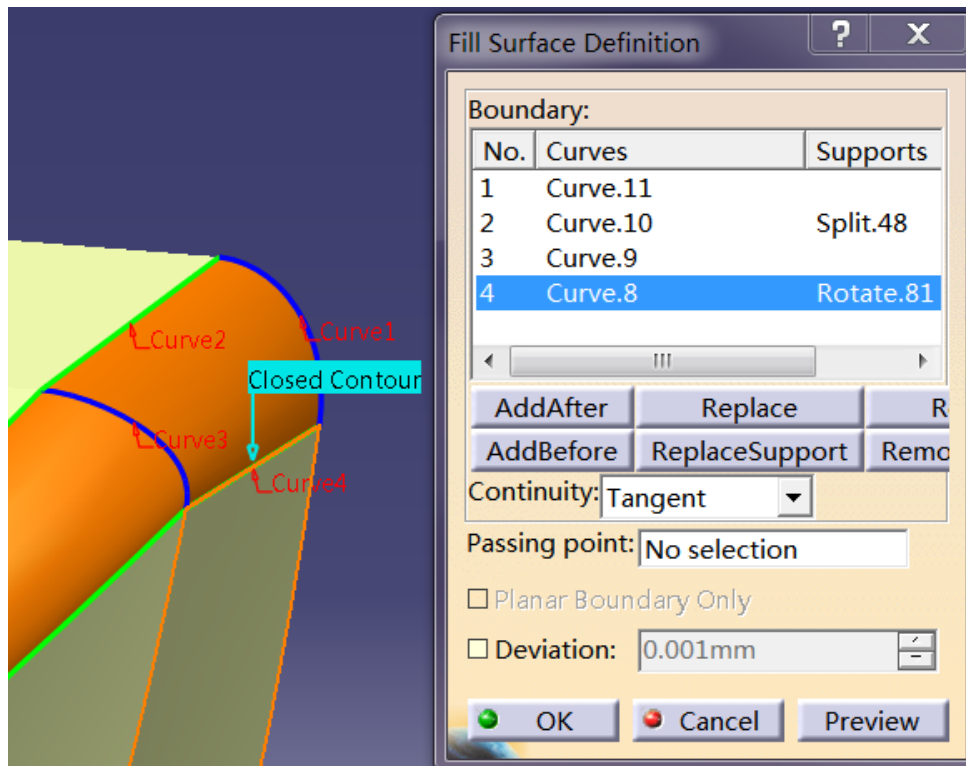 Fill Surface Definition
? X
Boundary:
No. Curves Supports
1 Curve.11
2 Curve.10 Split.48
3 Curve.9
4 Curve.8 Rotate.81
AddAfter Replace R
AddBefore ReplaceSupport Remo
Continuity: Tangent
Passing point: No selection
Planar Boundary Only
Deviation: 0.001mm
OK Cancel Preview
Curve1
Curve2
Closed Contour
Curve3
Curve4